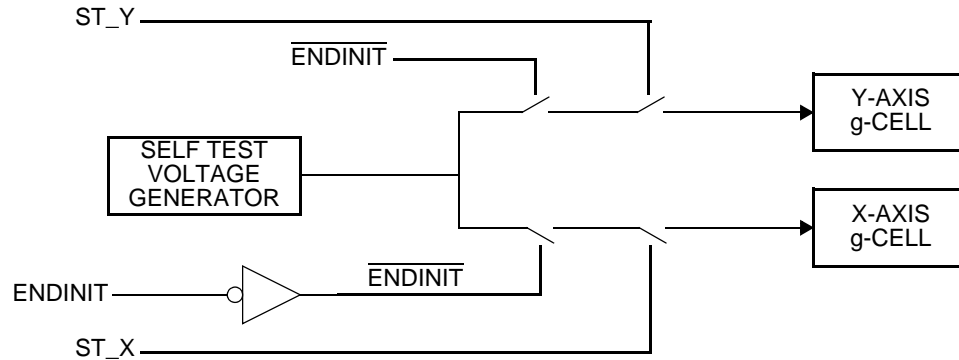 ST_Y
ENDINIT
Y-AXIS
g-CELL
SELF TEST
VOLTAGE
GENERATOR
X-AXIS
g-CELL
ENDINIT
ENDINIT
ST_X